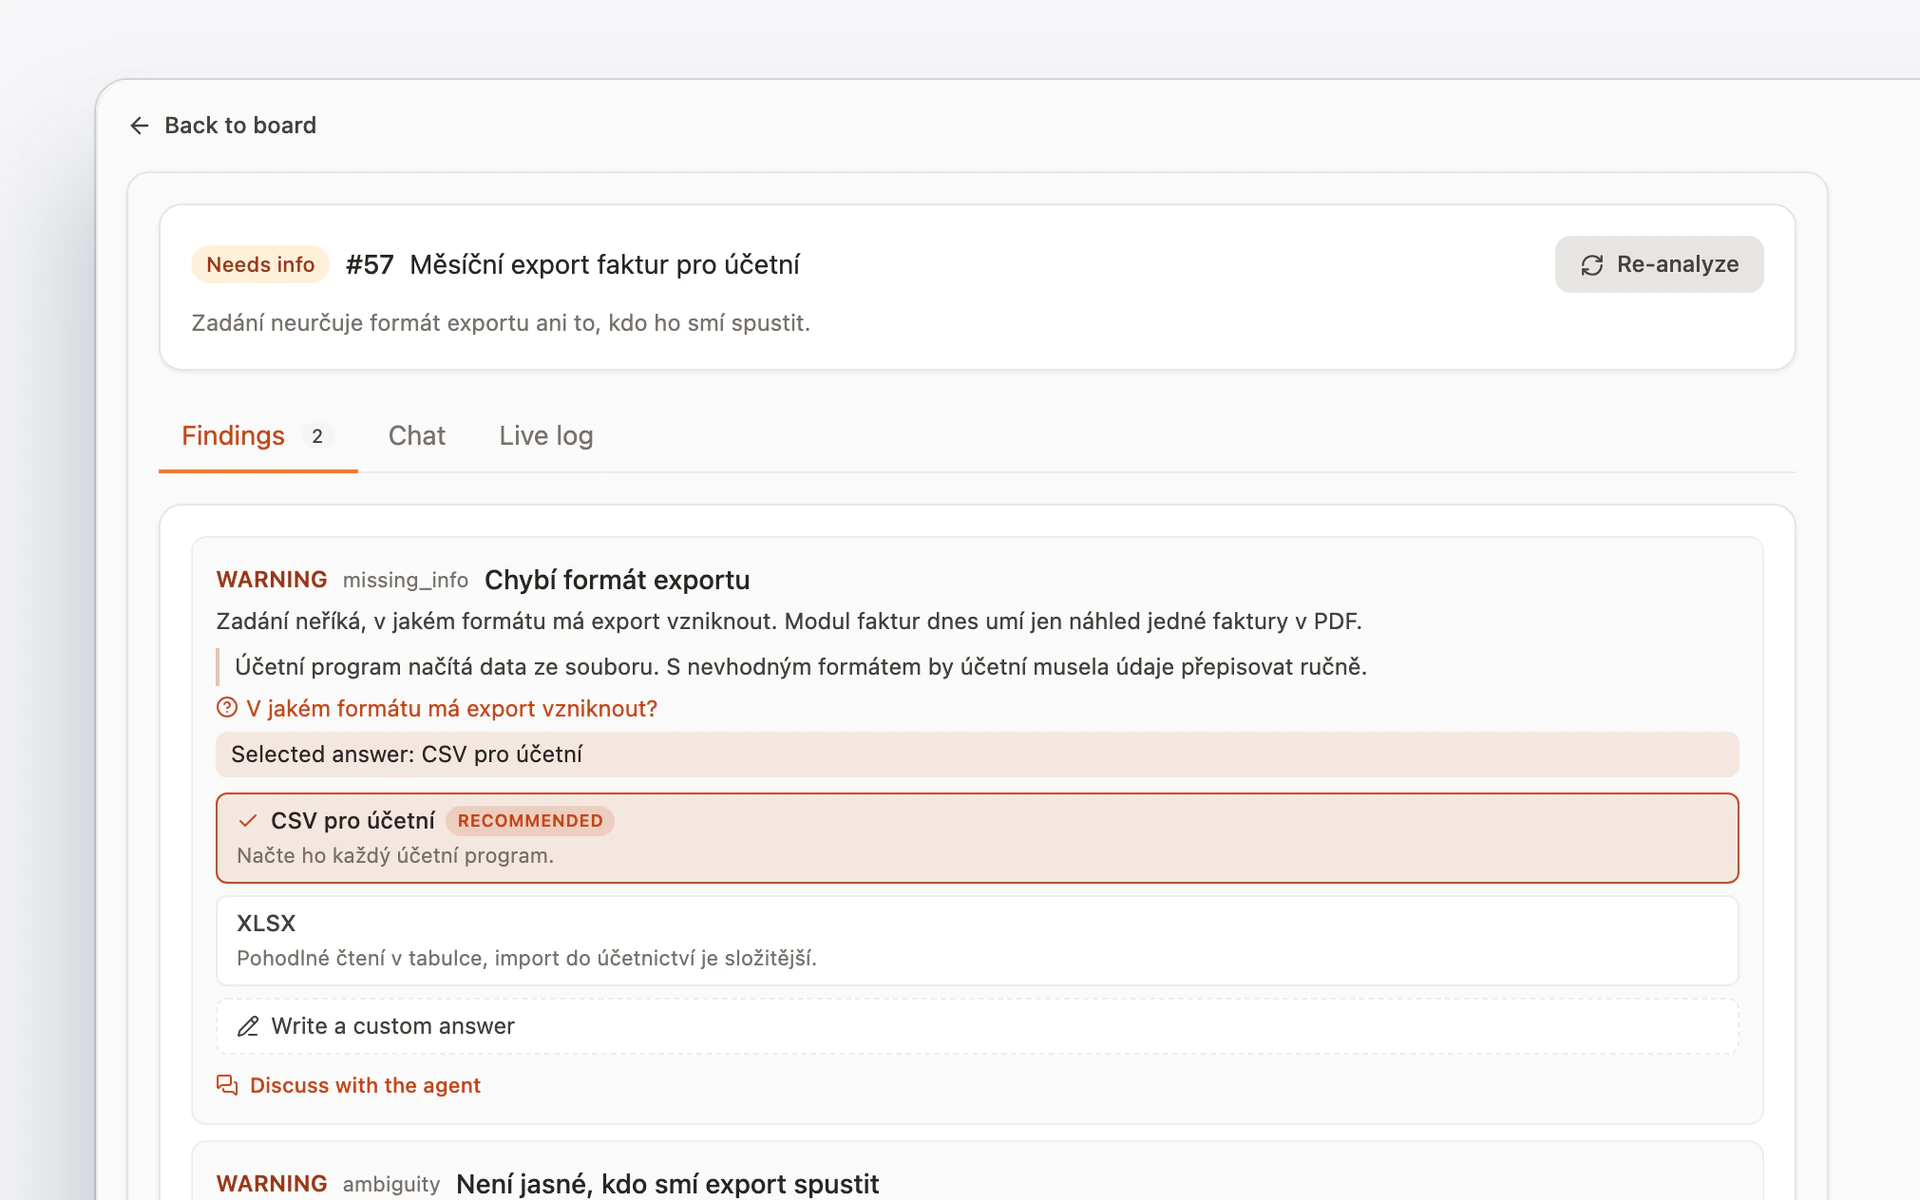 Back to board
Needs info #57 Měsíční export faktur pro účetní
Re-analyze
Zadání neurčuje formát exportu ani to, kdo ho smí spustit.
Findings 2 Chat Live log
WARNING missing_info Chybí formát exportu
Zadání neříká, v jakém formátu má export vzniknout. Modul faktur dnes umí jen náhled jedné faktury v PDF.
Účetní program načítá data ze souboru. S nevhodným formátem by účetní musela údaje přepisovat ručně.
V jakém formátu má export vzniknout?
Selected answer: CSV pro účetní
CSV pro účetní RECOMMENDED
Načte ho každý účetní program.
XLSX
Pohodlné čtení v tabulce, import do účetnictví je složitější.
Write a custom answer
Discuss with the agent
WARNING ambiguity Není jasné, kdo smí export spustit